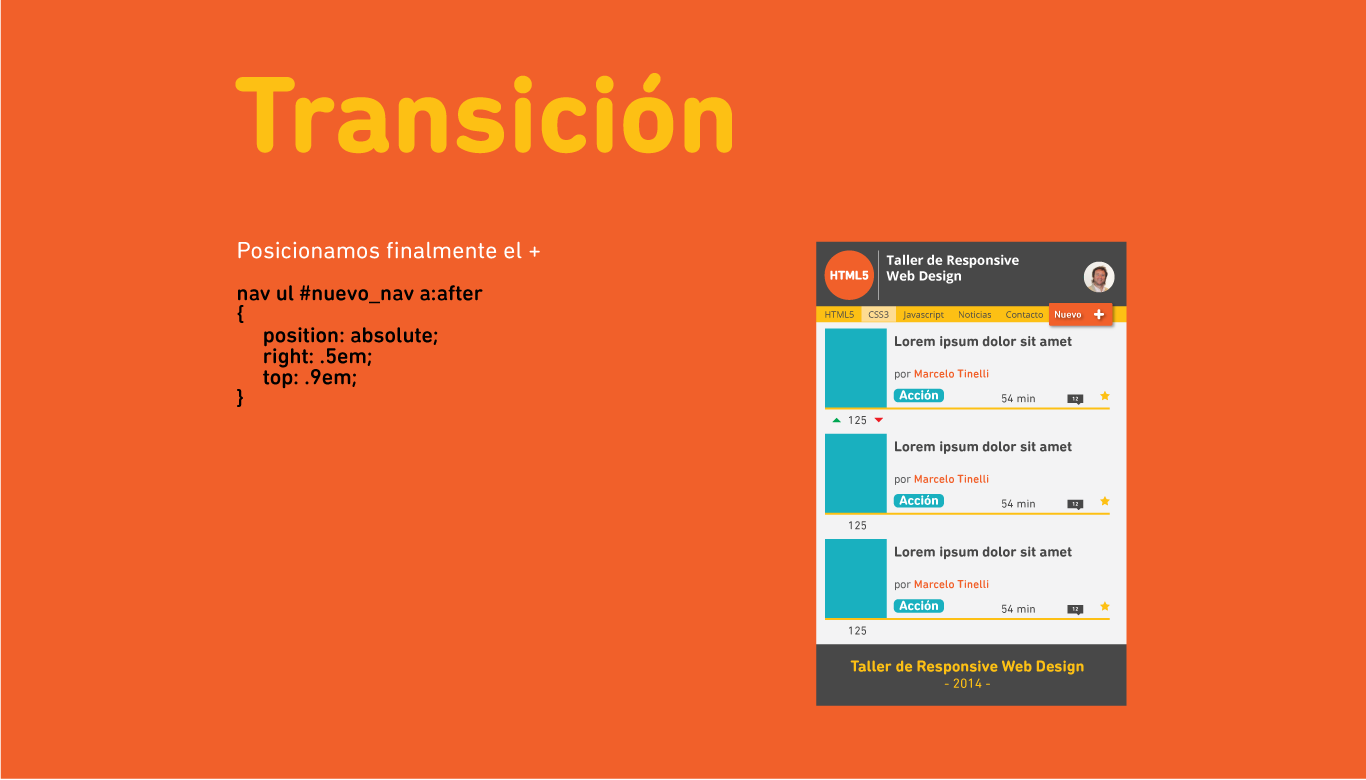 Transición
Posicionamos finalmente el +
nav ul #nuevo_nav a:after
{
position: absolute;
right: .5em;
top: .9em;
}
HTML5
Taller de Responsive
Web Design
HTML5 CSS3 Javascript Noticias Contacto Nuevo +
Lorem ipsum dolor sit amet
por Marcelo Tinelli
Acción 54 min 12
125
Lorem ipsum dolor sit amet
por Marcelo Tinelli
Acción 54 min 12
125
Lorem ipsum dolor sit amet
por Marcelo Tinelli
Acción 54 min 12
125
Taller de Responsive Web Design
- 2014 -